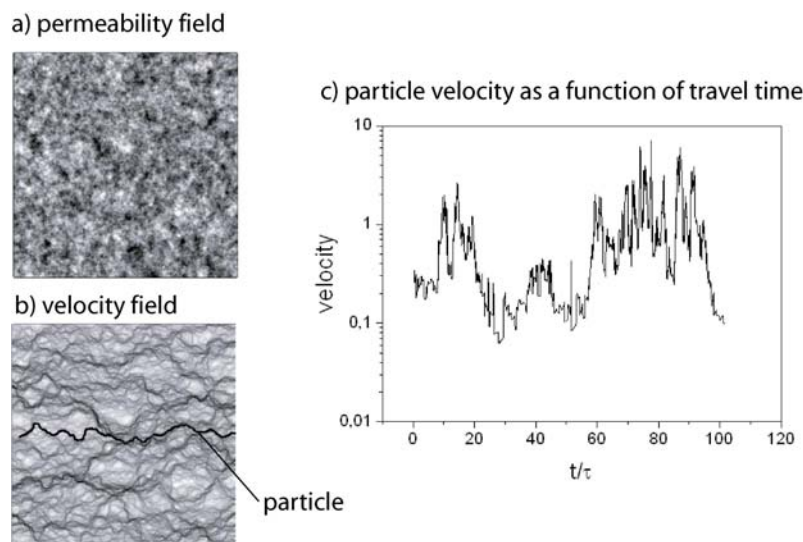 a) permeability field
b) velocity field
particle
c) particle velocity as a function of travel time
10
1
0,1
0,01
velocity
0 20 40 60 80 100 120
t/τ